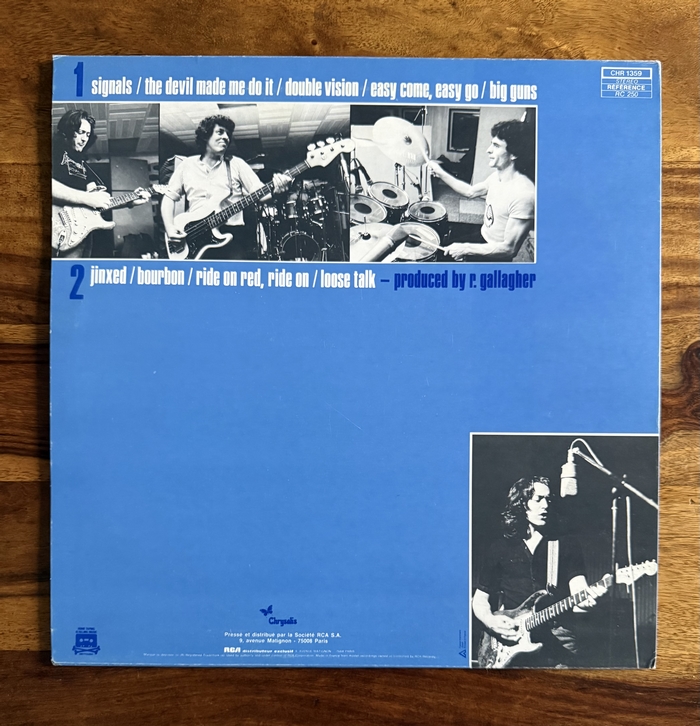 1 signals / the devil made me do it / double vision / easy come, easy go / big guns
CHR 1359
STEREO
REFERENCE
RC 250
2 jinxed / bourbon / ride on red, ride on / loose talk – produced by r. gallagher
Chrysalis
Pressé et distribué par la Société RCA S.A.
9, avenue Matignon - 75008 Paris
RCA distributeur exclusif